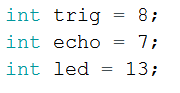 int trig = 8;
int echo = 7;
int led = 13;